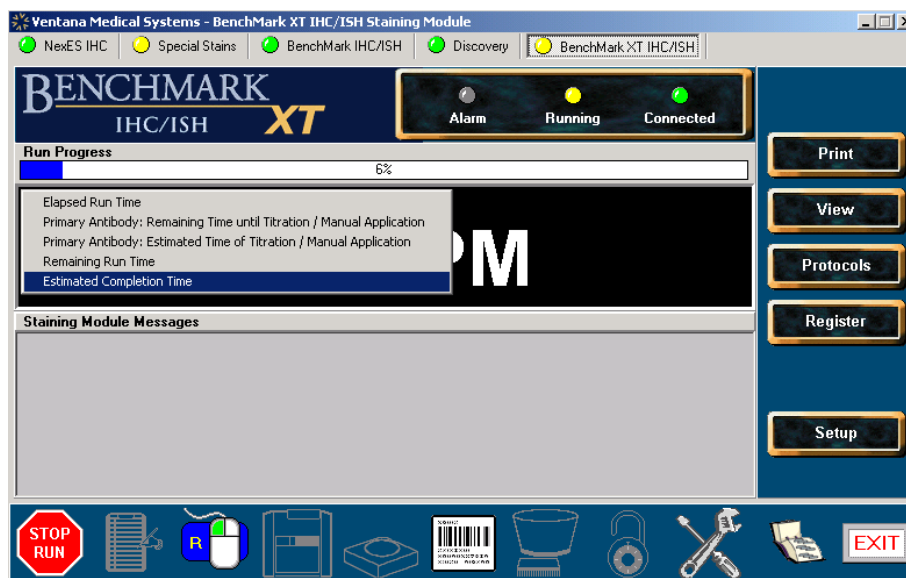 Ventana Medical Systems - BenchMark XT IHC/ISH Staining Module
NexES IHC Special Stains BenchMark IHC/ISH Discovery BenchMark XT IHC/ISH
BENCHMARK
IHC/ISH XT
Alarm Running Connected
Run Progress
6%
Print
Elapsed Run Time
Primary Antibody: Remaining Time until Titration / Manual Application
Primary Antibody: Estimated Time of Titration / Manual Application
Remaining Run Time
Estimated Completion Time
PM
View
Protocols
Staining Module Messages
Register
Setup
STOP
RUN
R
EXIT